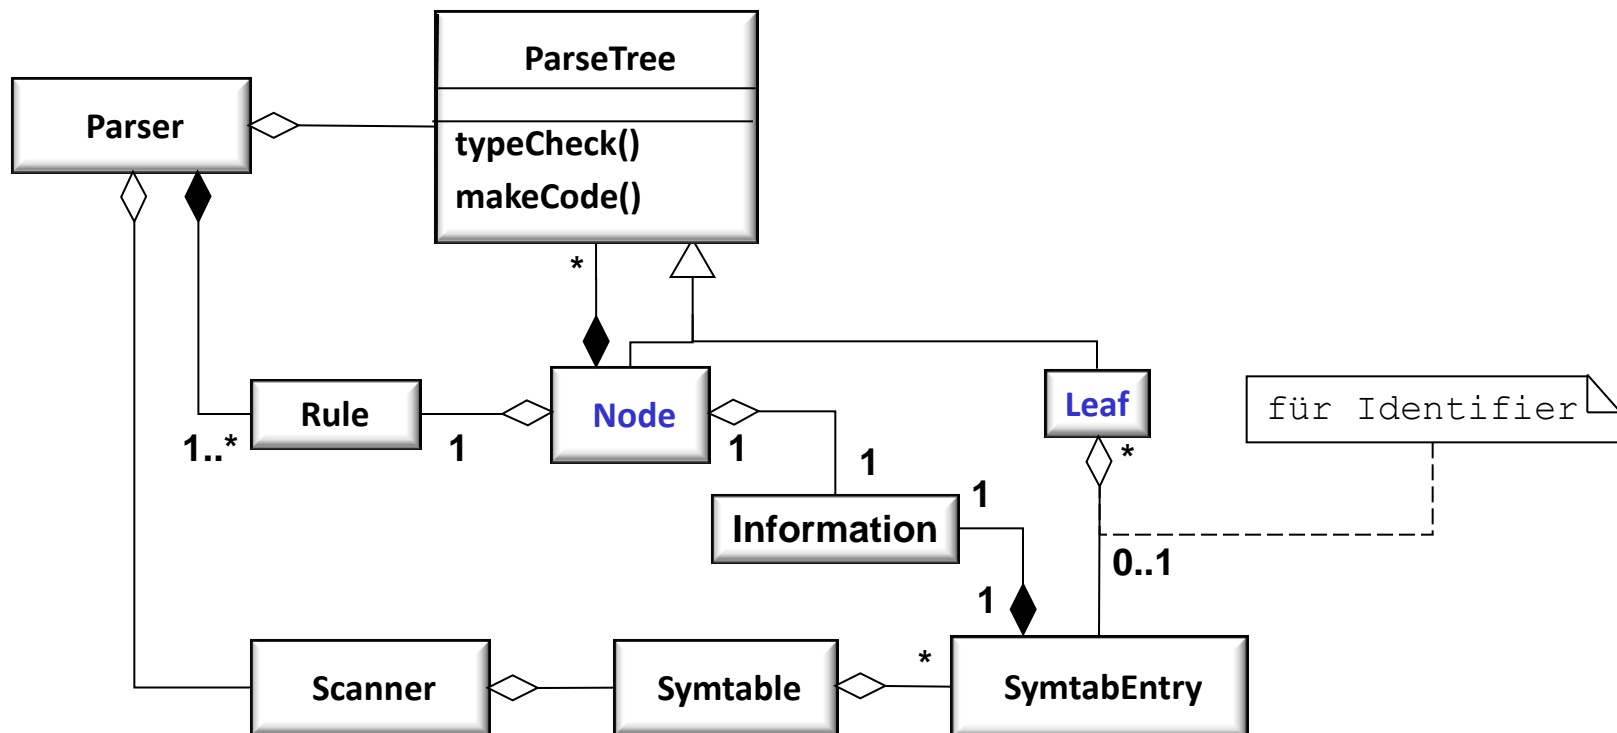 ParseTree
Parser
typeCheck()
makeCode()
*
Rule
Node
Leaf
für Identifier
1..*
1
1
*
1
1
Information
0..1
1
*
Scanner
Symtable
SymtabEntry